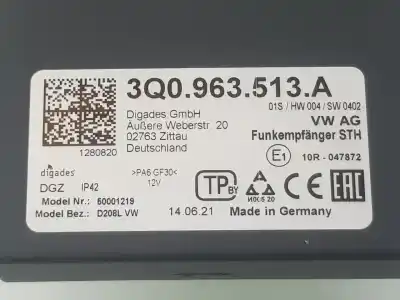 3Q0.963.513.A
01S / HW 004 / SW 0402
Digades GmbH
Äußere Weberstr. 20
02763 Zittau
Deutschland
VW AG
Funkempfänger STH
1280820
E1
10R - 047872
digades
DGZ IP42
>PA6 GF30<
12V
TP
BY
EAC
Model Nr.: 60001219
Model Bez.: D208L VW
14.06.21
Made in Germany